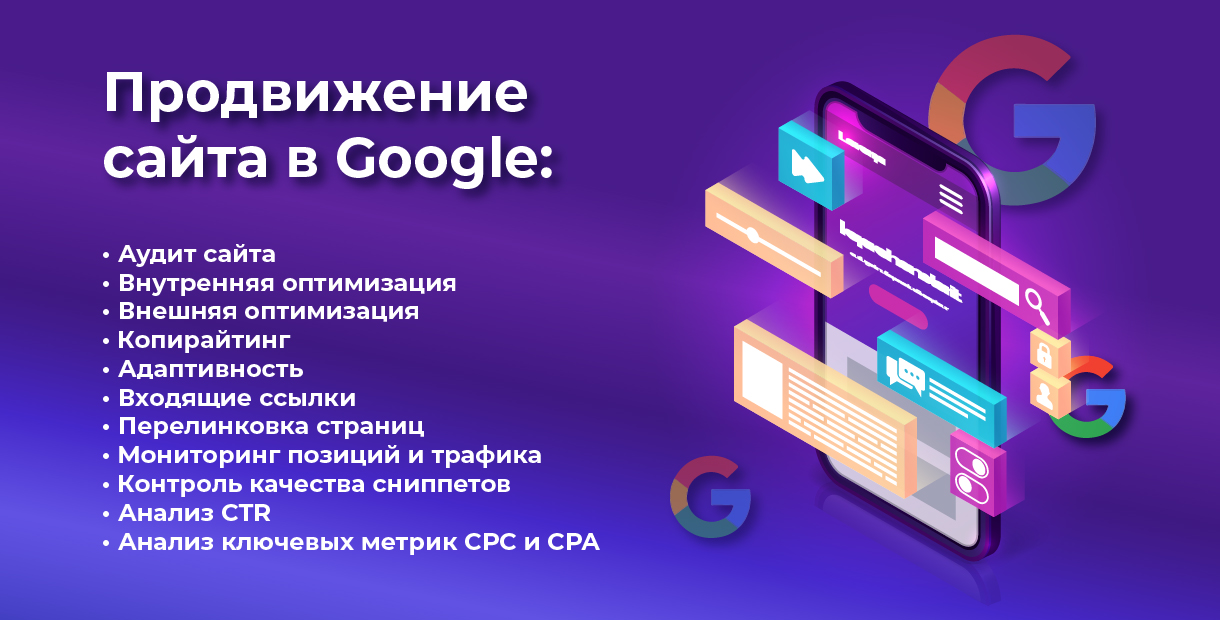 Продвижение
сайта в Google:
• Аудит сайта
• Внутренняя оптимизация
• Внешняя оптимизация
• Копирайтинг
• Адаптивность
• Входящие ссылки
• Перелинковка страниц
• Мониторинг позиций и трафика
• Контроль качества сниппетов
• Анализ CTR
• Анализ ключевых метрик CPC и CPA